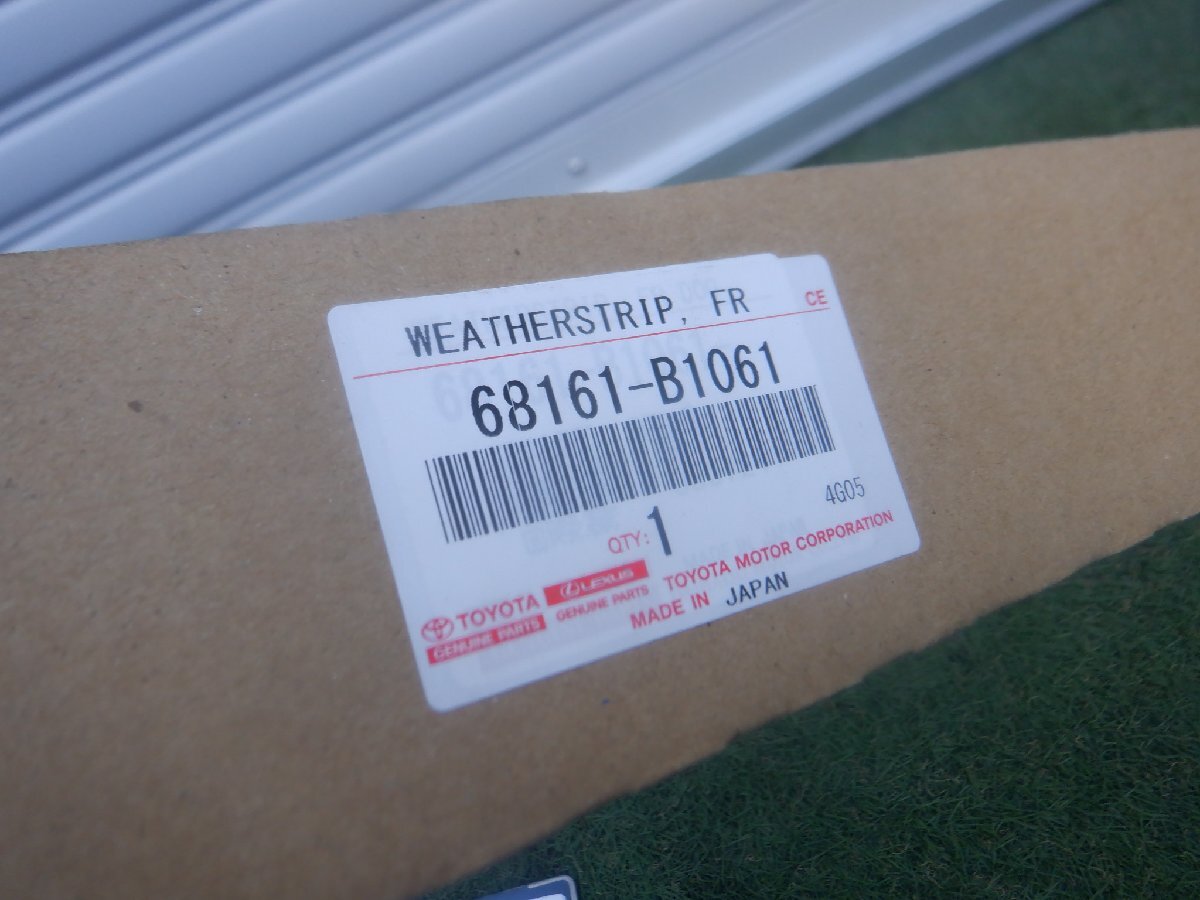 WEATHERSTRIP, FR
CE
68161-B1061
4G05
QTY: 1
TOYOTA
GENUINE PARTS
LEXUS
GENUINE PARTS
TOYOTA MOTOR CORPORATION
MADE IN JAPAN